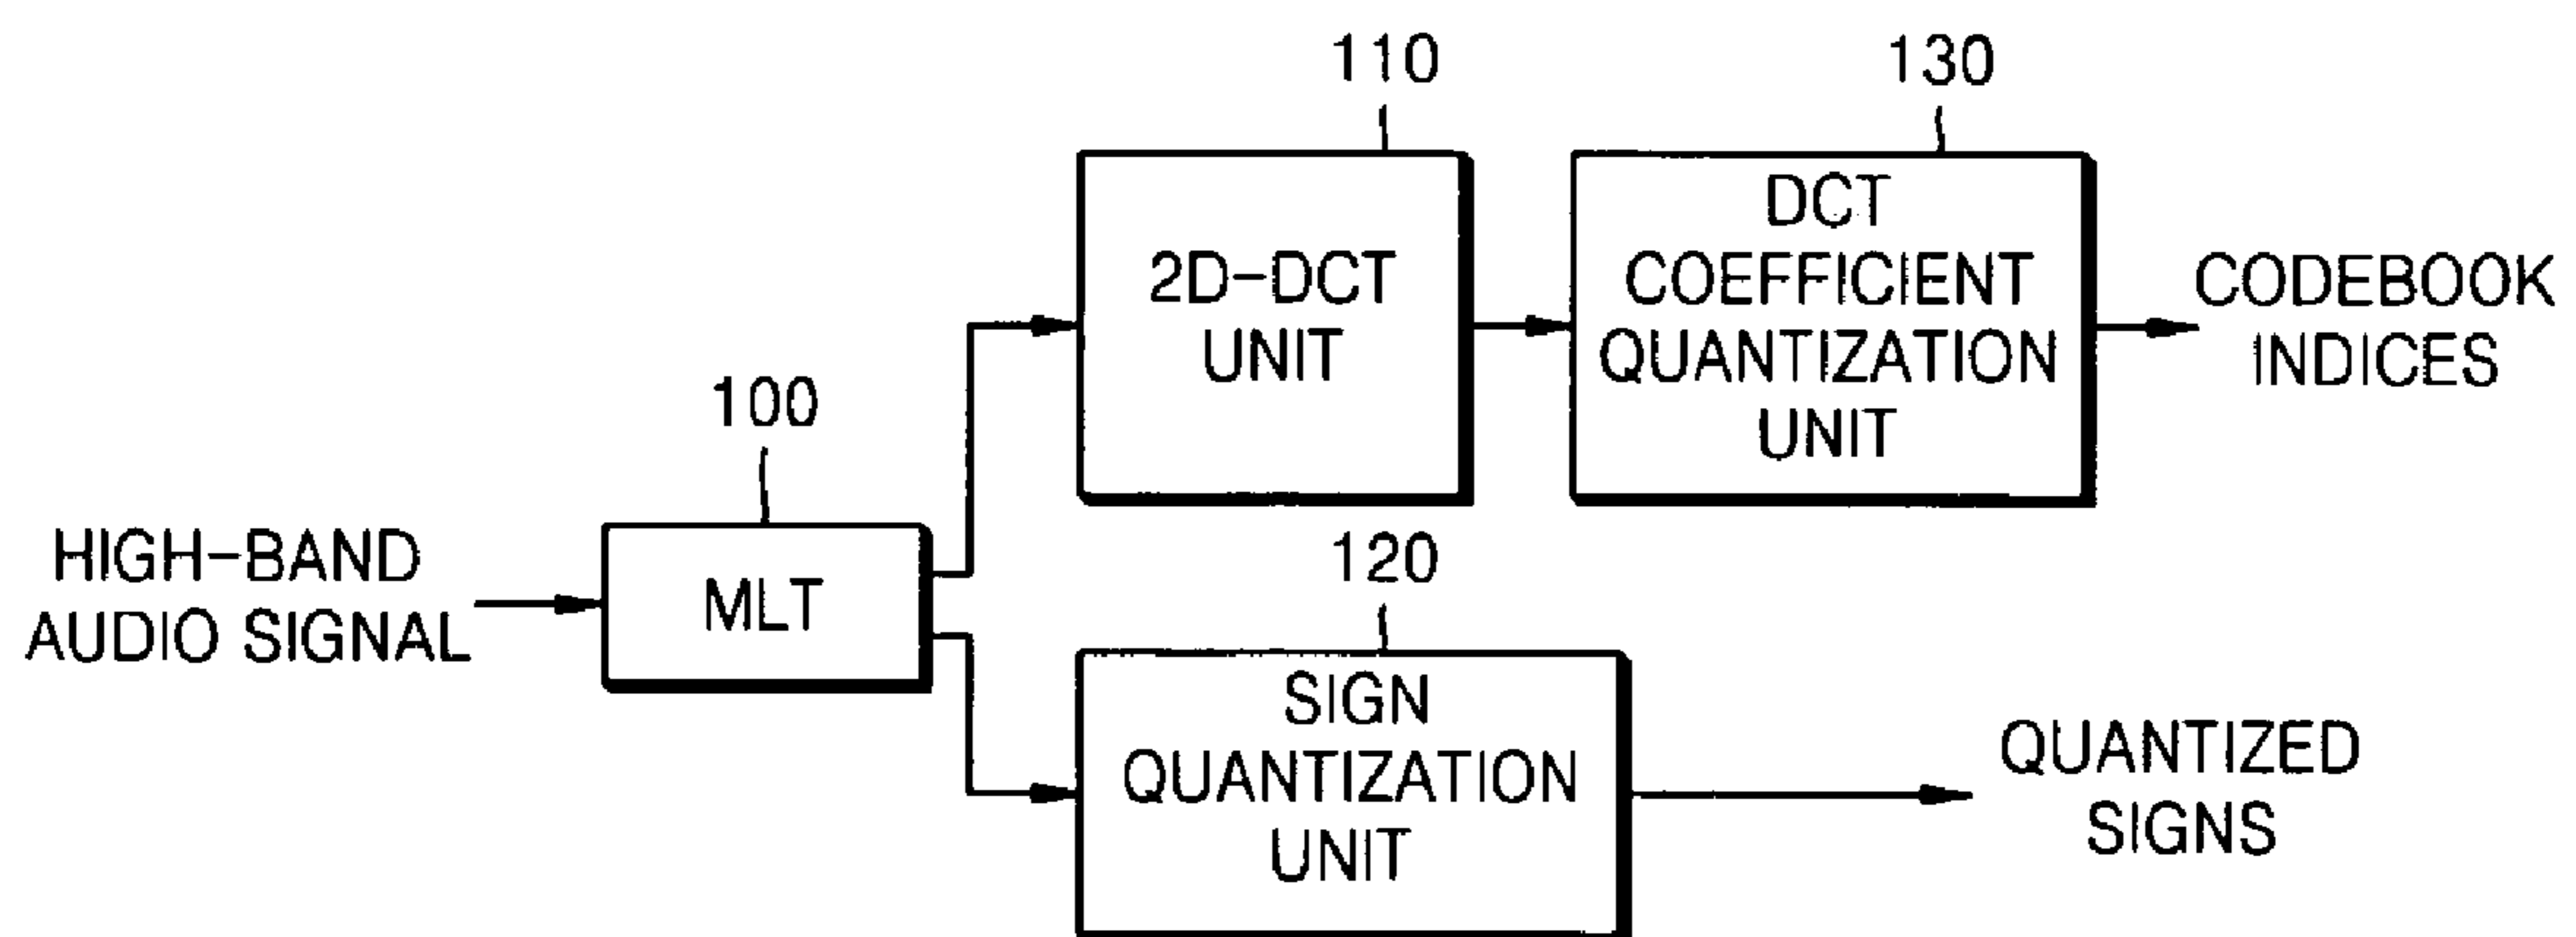 110
130
2D-DCT
UNIT
DCT
COEFFICIENT
QUANTIZATION
UNIT
CODEBOOK
INDICES
100
HIGH-BAND
AUDIO SIGNAL
MLT
120
SIGN
QUANTIZATION
UNIT
QUANTIZED
SIGNS